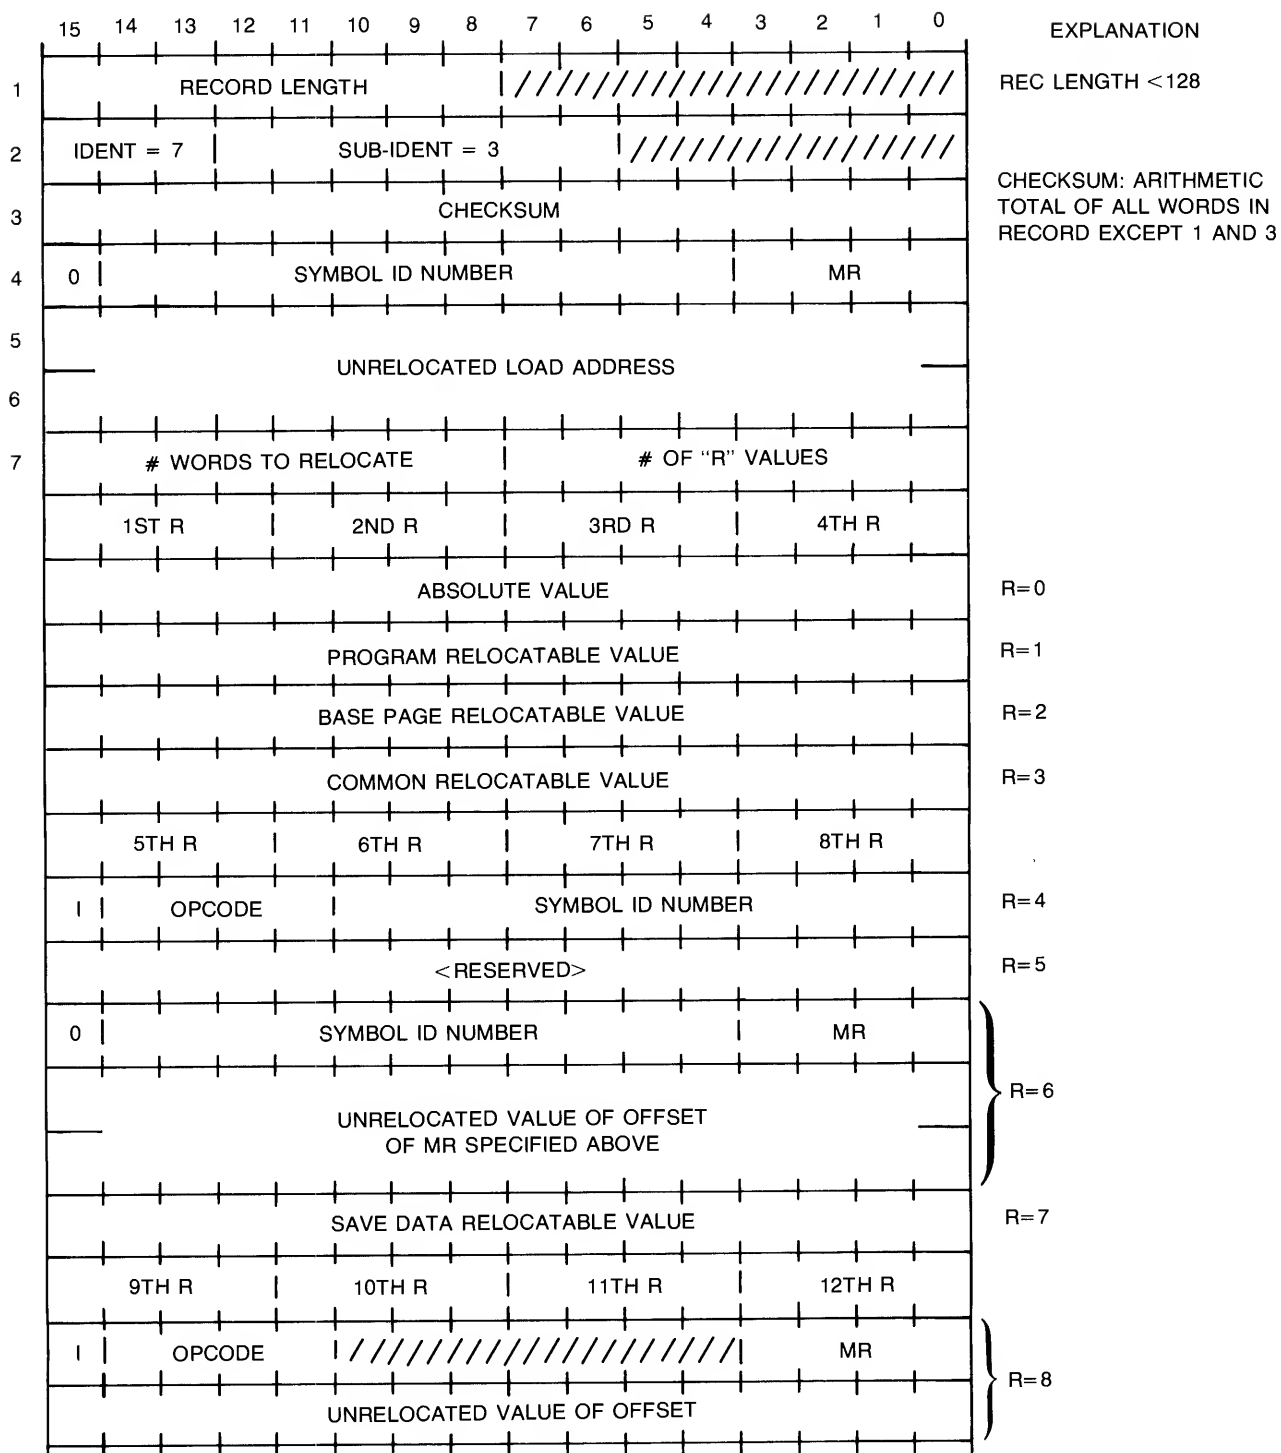 15 14 13 12 11 10 9 8 7 6 5 4 3 2 1 0 EXPLANATION
1 RECORD LENGTH REC LENGTH <128
2 IDENT = 7 SUB-IDENT = 3
3 CHECKSUM
CHECKSUM: ARITHMETIC
TOTAL OF ALL WORDS IN
RECORD EXCEPT 1 AND 3
4 0 SYMBOL ID NUMBER MR
5
UNRELOCATED LOAD ADDRESS
6
7 # WORDS TO RELOCATE # OF "R" VALUES
1ST R 2ND R 3RD R 4TH R
ABSOLUTE VALUE R=0
PROGRAM RELOCATABLE VALUE R=1
BASE PAGE RELOCATABLE VALUE R=2
COMMON RELOCATABLE VALUE R=3
5TH R 6TH R 7TH R 8TH R
I OPCODE SYMBOL ID NUMBER R=4
<RESERVED> R=5
0 SYMBOL ID NUMBER MR
R=6
UNRELOCATED VALUE OF OFFSET
OF MR SPECIFIED ABOVE
SAVE DATA RELOCATABLE VALUE R=7
9TH R 10TH R 11TH R 12TH R
I OPCODE MR
R=8
UNRELOCATED VALUE OF OFFSET